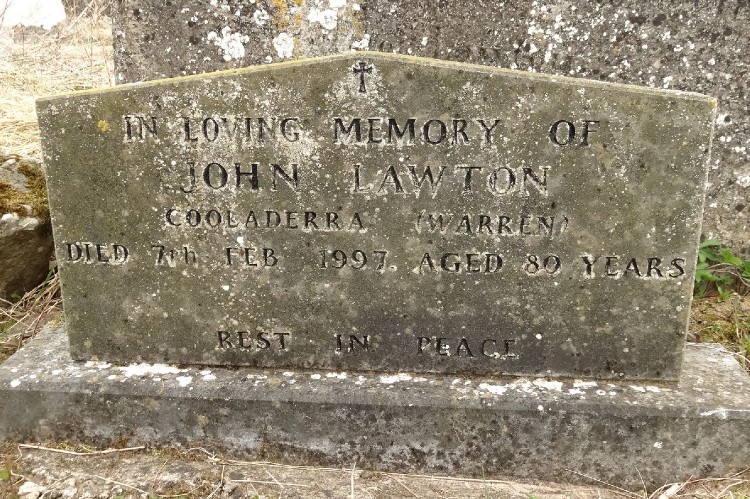 IN LOVING MEMORY OF
JOHN LAWTON
COOLADERRA (WARREN)
DIED 7th FEB 1997. AGED 80 YEARS
REST IN PEACE